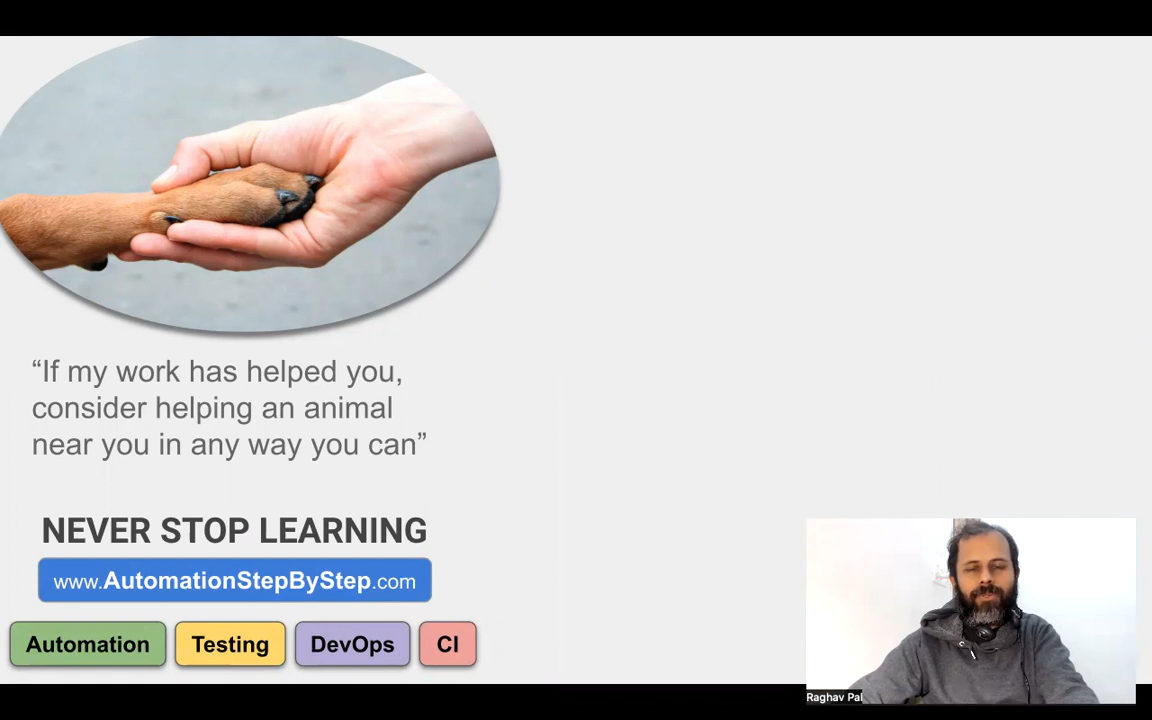 “If my work has helped you,
consider helping an animal
near you in any way you can”
NEVER STOP LEARNING
www.AutomationStepByStep.com
Automation Testing DevOps CI
Raghav Pal